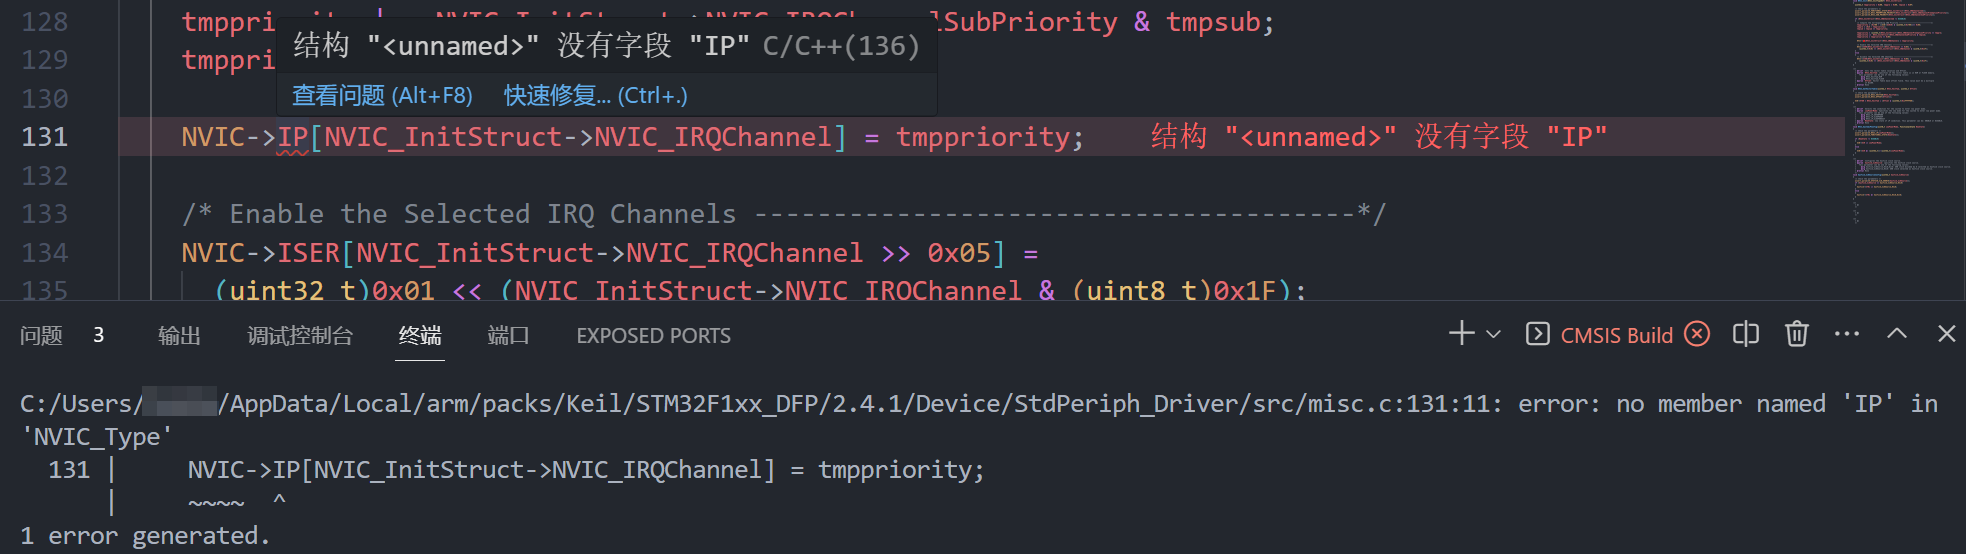 128 tmppriority |= NVIC_InitStruct->NVIC_IRQChannelSubPriority & tmpsub;
结构 "<unnamed>" 没有字段 "IP" C/C++(136)
129 tmppri
查看问题 (Alt+F8) 快速修复... (Ctrl+.)
130
131 NVIC->IP[NVIC_InitStruct->NVIC_IRQChannel] = tmppriority; 结构 "<unnamed>" 没有字段 "IP"
132
133 /* Enable the Selected IRQ Channels --------------------------------------*/
134 NVIC->ISER[NVIC_InitStruct->NVIC_IRQChannel >> 0x05] =
135 (uint32_t)0x01 << (NVIC_InitStruct->NVIC_IRQChannel & (uint8_t)0x1F);
问题 3 输出 调试控制台 终端 端口 EXPOSED PORTS CMSIS Build
C:/Users/ /AppData/Local/arm/packs/Keil/STM32F1xx_DFP/2.4.1/Device/StdPeriph_Driver/src/misc.c:131:11: error: no member named 'IP' in
'NVIC_Type'
131 | NVIC->IP[NVIC_InitStruct->NVIC_IRQChannel] = tmppriority;
| ~~~~ ^
1 error generated.